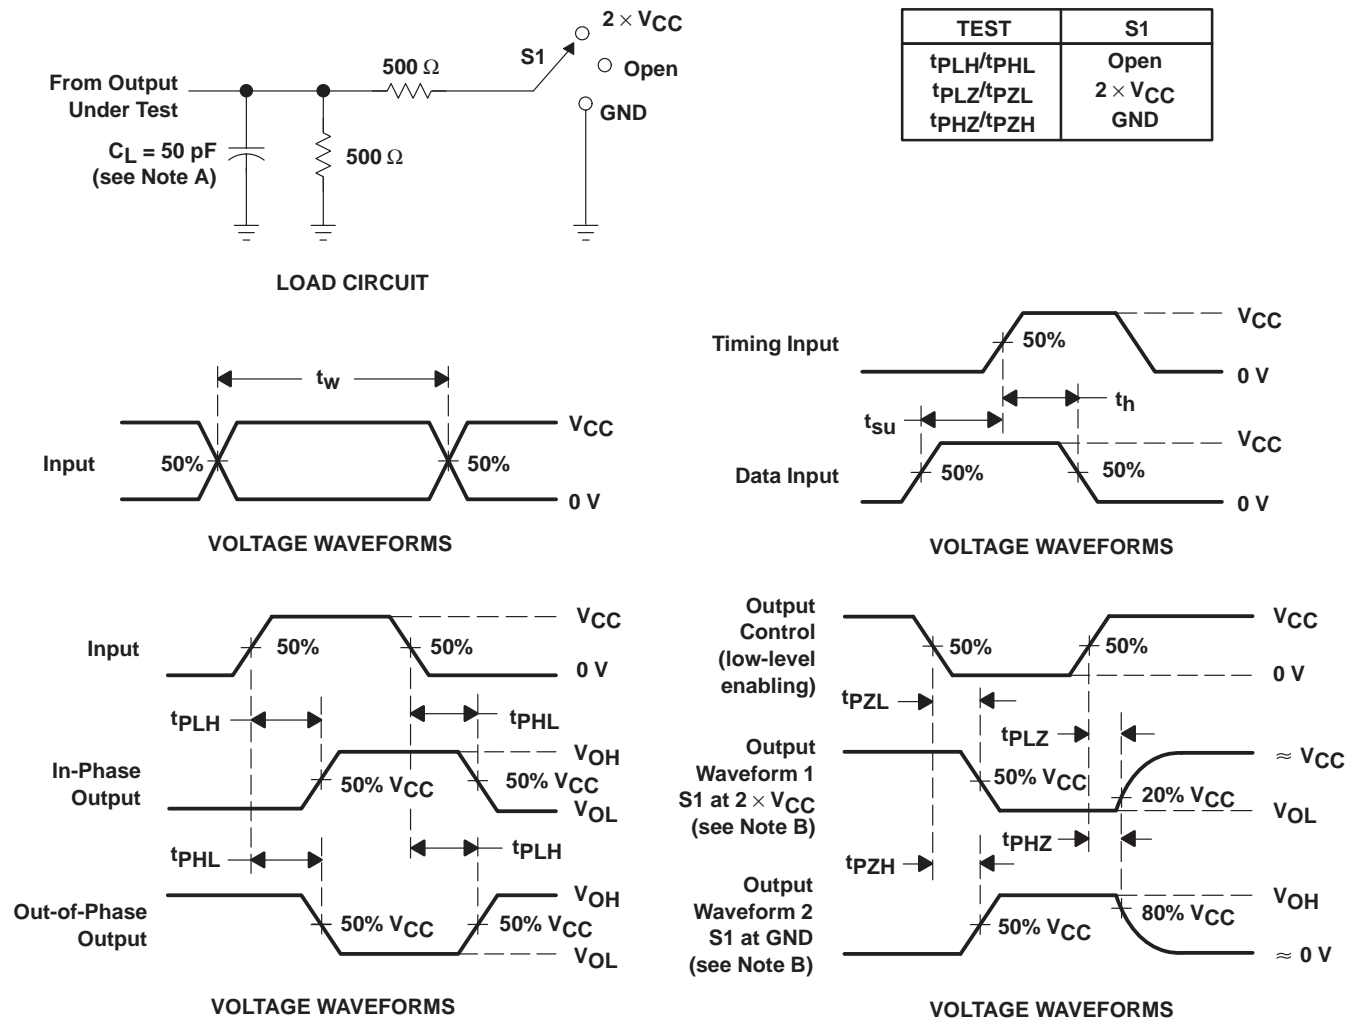 2 × VCC
S1
Open
GND
500 Ω
From Output
Under Test
CL = 50 pF
(see Note A)
500 Ω
LOAD CIRCUIT
TEST S1
tPLH/tPHL Open
tPLZ/tPZL 2 × VCC
tPHZ/tPZH GND
tw
VCC
Input 50% 50%
0 V
VOLTAGE WAVEFORMS
Timing Input 50% VCC
0 V
th
tsu
VCC
Data Input 50% 50%
0 V
VOLTAGE WAVEFORMS
VCC
Input 50% 50%
0 V
tPLH tPHL
VOH
In-Phase
Output
50% VCC 50% VCC
VOL
tPHL tPLH
VOH
Out-of-Phase
Output
50% VCC 50% VCC
VOL
VOLTAGE WAVEFORMS
Output
Control
(low-level
enabling)
50% 50%
VCC
0 V
tPZL
tPLZ
Output
Waveform 1
S1 at 2 × VCC
(see Note B)
50% VCC
20% VCC
≈ VCC
VOL
tPZH
tPHZ
Output
Waveform 2
S1 at GND
(see Note B)
50% VCC
80% VCC
VOH
≈ 0 V
VOLTAGE WAVEFORMS